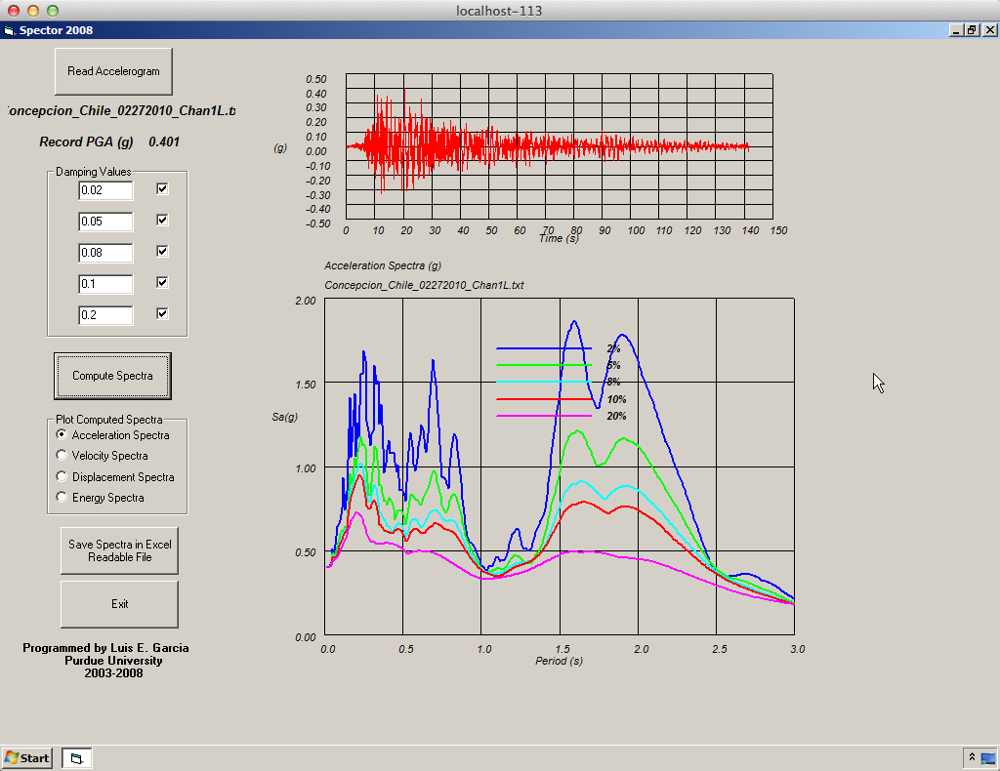 localhost-113
Spector 2008
Read Accelerogram
Concepcion_Chile_02272010_Chan1L.t
Record PGA (g) 0.401
Damping Values
0.02
0.05
0.08
0.1
0.2
Compute Spectra
Plot Computed Spectra
Acceleration Spectra
Velocity Spectra
Displacement Spectra
Energy Spectra
Save Spectra in Excel
Readable File
Exit
Programmed by Luis E. Garcia
Purdue University
2003-2008
0.50
0.40
0.30
0.20
0.10
0.00
-0.10
-0.20
-0.30
-0.40
-0.50
(g)
0 10 20 30 40 50 60 70 80 90 100 110 120 130 140 150
Time (s)
Acceleration Spectra (g)
Concepcion_Chile_02272010_Chan1L.txt
2.00
1.50
1.00
0.50
0.00
Sa(g)
2%
5%
8%
10%
20%
0.0 0.5 1.0 1.5 2.0 2.5 3.0
Period (s)
Start